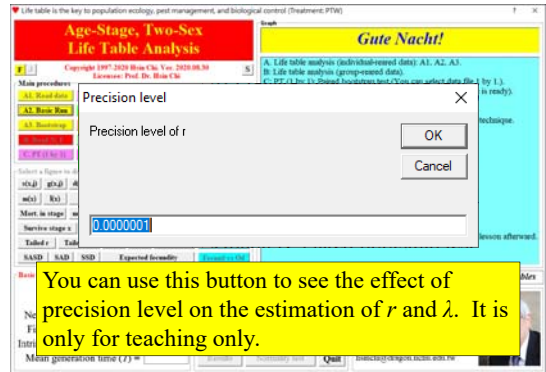 Life table is the key to population ecology, pest management, and biological control (Treatment: PTW)
Age-Stage, Two-Sex
Life Table Analysis
Copyright 1997-2020 Hsin Chi. Ver. 2020.08.30
Licensee: Prof. Dr. Hsin Chi
Main procedures
A1. Read data
A2. Basic Run
A3. Bootstrap
Graph
Gute Nacht!
A. Life table analysis (individual-reared data): A1, A2, A3.
B: Life table analysis (group-reared data).
C: PT (1 by 1): Paired bootstrap test (You can select data file 1 by 1.).
is ready).
technique.
lesson afterward.
Precision level
Precision level of r
OK
Cancel
0.0000001
Select a figure to
Mort. in stage
Survive stage x
Tailed r
SASD SAD SSD Expected fecundity
You can use this button to see the effect of
precision level on the estimation of r and λ. It is
only for teaching only.
Mean generation time (T) =
Normality test Quit